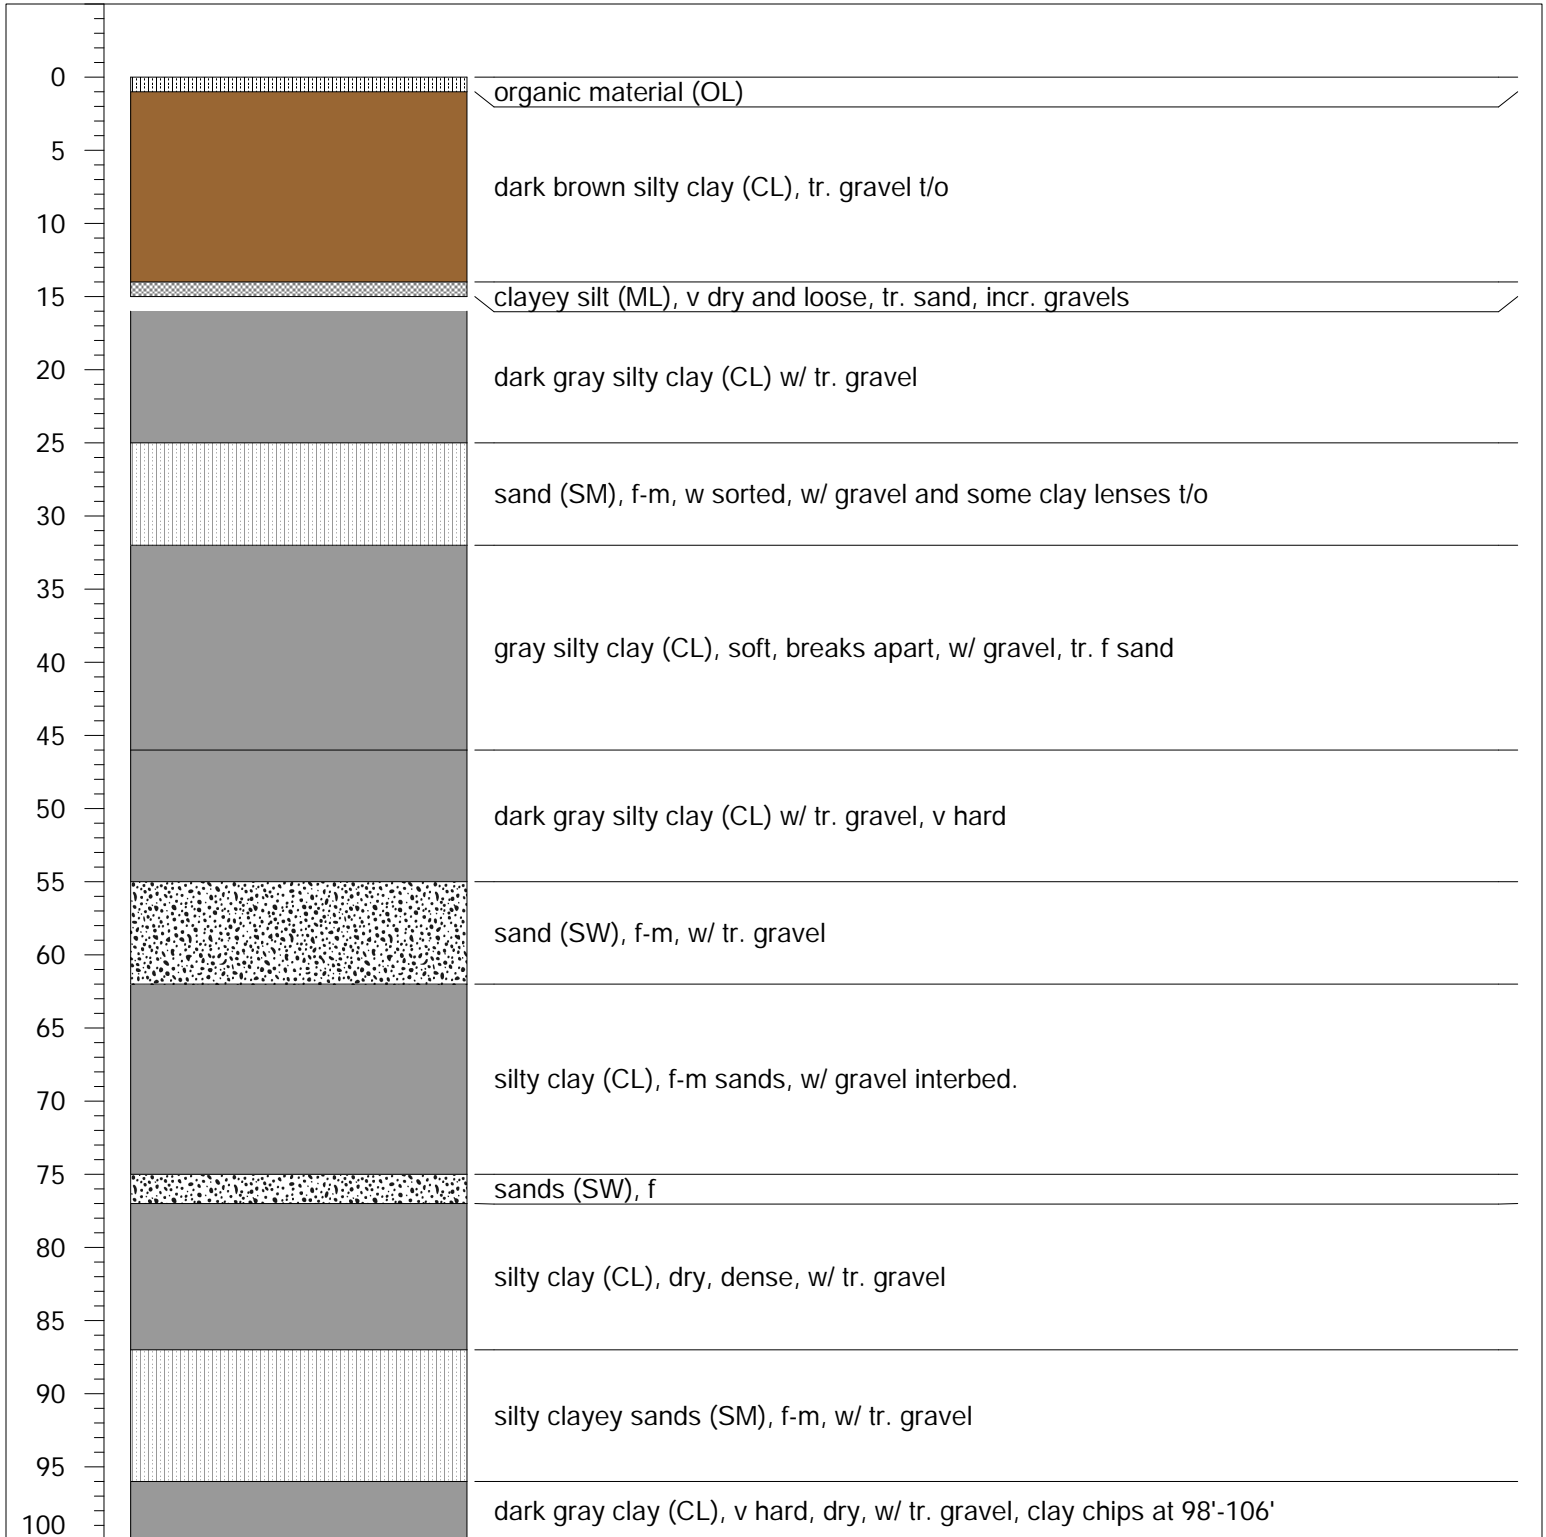 0
organic material (OL)
5
dark brown silty clay (CL), tr. gravel t/o
10
15
clayey silt (ML), v dry and loose, tr. sand, incr. gravels
20
dark gray silty clay (CL) w/ tr. gravel
25
sand (SM), f-m, w sorted, w/ gravel and some clay lenses t/o
30
35
gray silty clay (CL), soft, breaks apart, w/ gravel, tr. f sand
40
45
50
dark gray silty clay (CL) w/ tr. gravel, v hard
55
sand (SW), f-m, w/ tr. gravel
60
65
silty clay (CL), f-m sands, w/ gravel interbed.
70
75
sands (SW), f
80
silty clay (CL), dry, dense, w/ tr. gravel
85
90
silty clayey sands (SM), f-m, w/ tr. gravel
95
dark gray clay (CL), v hard, dry, w/ tr. gravel, clay chips at 98'-106'
100